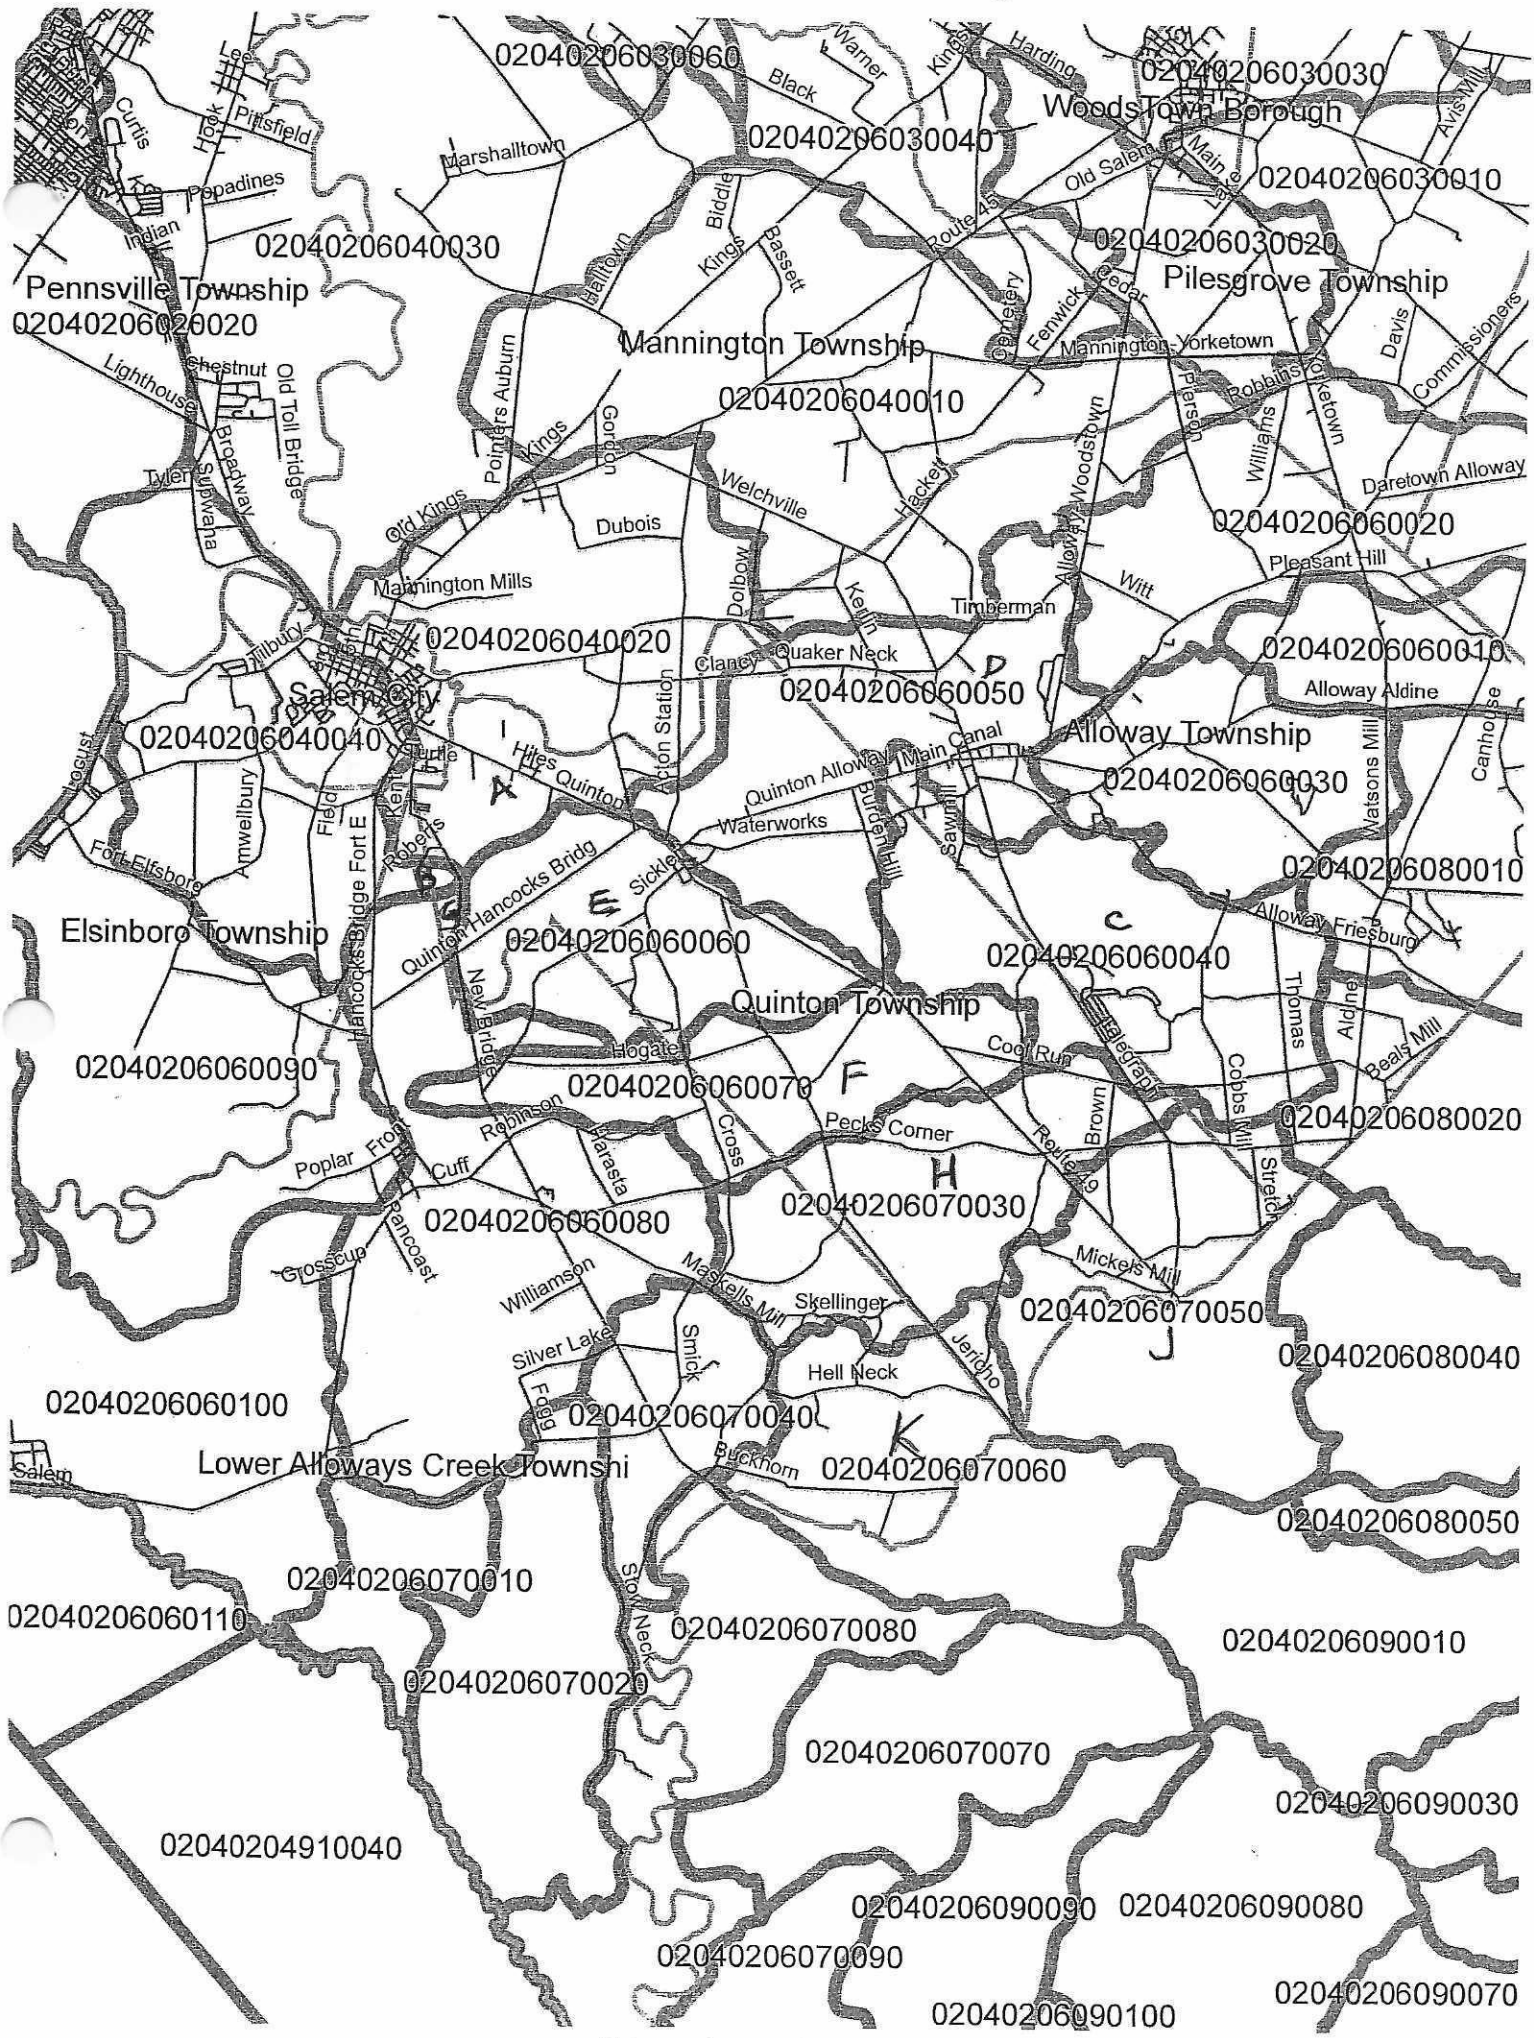 02040206030060
Warner
Kings
Harding
02040206030030
Lee
Black
Avis Mill
Curtis
Hook
Pittsfield
WoodsTown Borough
Marshalltown
02040206030040
Old Salem
Main
Lake
02040206030010
Popadines
Biddle
Indian
02040206040030
Halltown
Kings
Bassett
Route 45
02040206030020
Pennsville Township
02040206020020
Cemetery
Fenwick
Cedar
Pilesgrove Township
Lighthouse
Chestnut
Old Toll Bridge
Pointers Auburn
Mannington Township
Mannington-Yorketown
Davis
Commissioners
02040206040010
Robbins
Yorketown
Pierson
Williams
Broadway
Tyler
Supwana
Kings
Gordon
Old Kings
Welchville
Hackett
Alloway-Woodstown
Daretown Alloway
Dubois
02040206060020
Mannington Mills
Dolbow
Kerlin
Timberman
Witt
Pleasant Hill
Tilbury
02040206040020
Clancy
Quaker Neck
D
02040206060010
Salem City
Acton Station
02040206060050
Alloway Aldine
Canhouse
02040206040040
Locust
Turtle
Hites
Quinton
Quinton Alloway
Main Canal
Alloway Township
02040206060030
Watsons Mill
Amwellbury
Field
Kent
A
Burden Hill
Sawmill
Waterworks
Roberts
Fort Elfsborg
Hancocks Bridge Fort E
B
Quinton Hancocks Bridg
Sickler
02040206080010
G
E
C
Alloway Friesburg
Elsinboro Township
02040206060060
02040206060040
New Bridge
Quinton Township
Thomas
Aldine
Telegraph
02040206060090
Hogate
Cool Run
Beals Mill
02040206060070
F
Cobbs Mill
02040206080020
Robinson
Cross
Pecks Corner
Brown
Route 49
Front
Poplar
Cuff
Harasta
H
Stretch
02040206060080
02040206070030
Pancoast
Grosscup
Williamson
Maskells Mill
Mickels Mill
Skellinger
02040206070050
J
Silver Lake
Smick
Jericho
02040206080040
Fogg
Hell Neck
02040206060100
02040206070040
K
Salem
Lower Alloways Creek Townshi
Buckhorn
02040206070060
02040206080050
02040206070010
02040206060110
Stow Neck
02040206070080
02040206090010
02040206070020
02040206070070
02040206090030
02040204910040
02040206090090
02040206090080
02040206070090
02040206090070
02040206090100